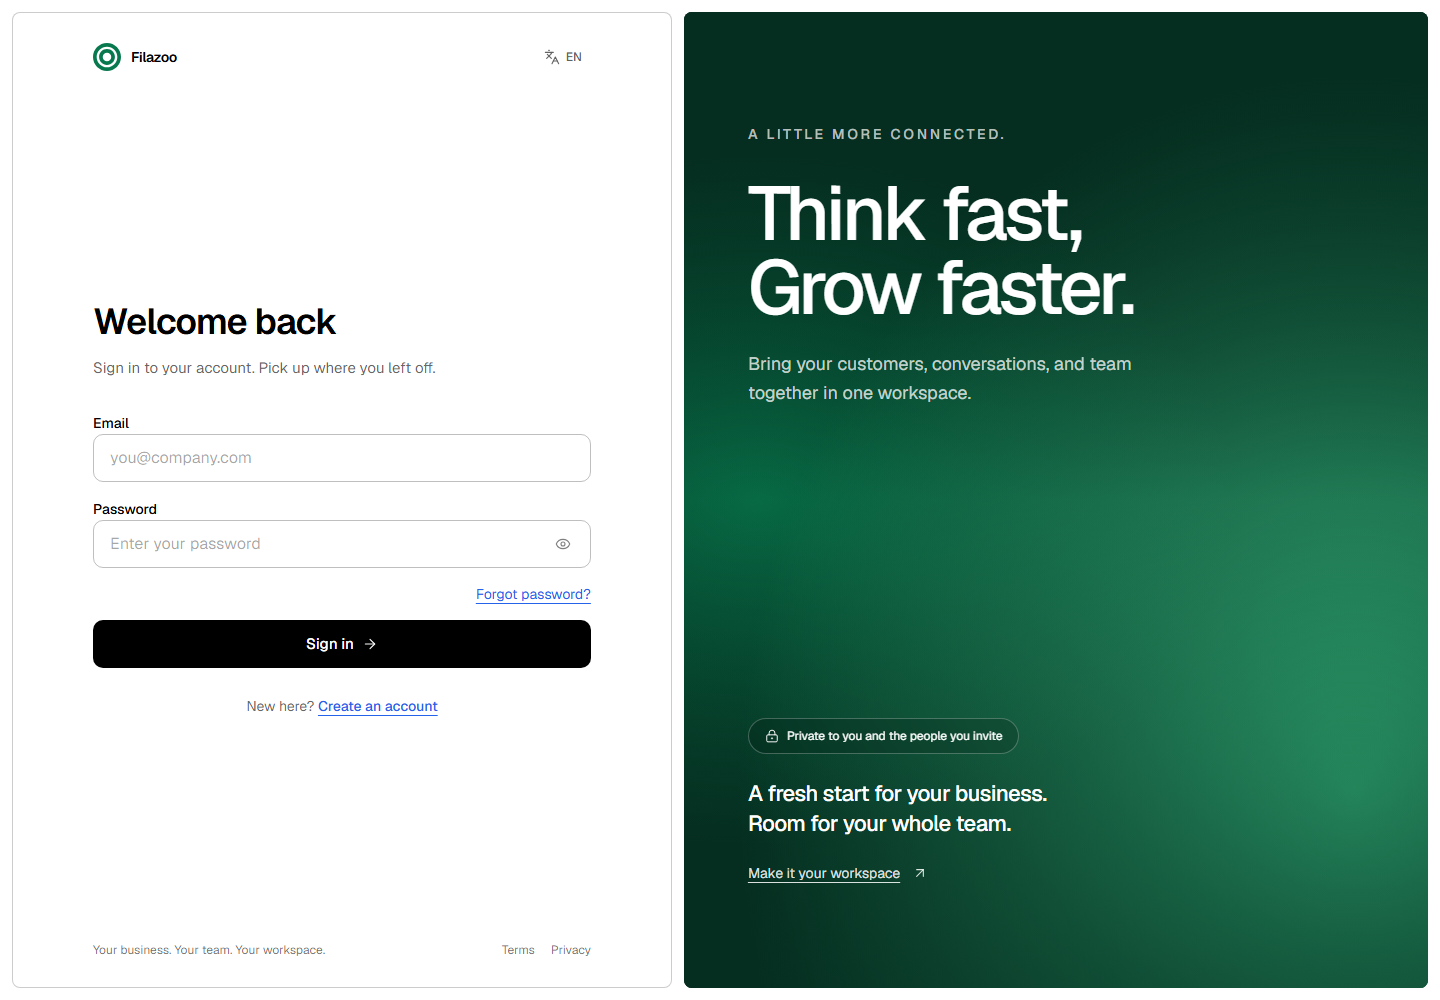 Filazoo
EN
Welcome back
Sign in to your account. Pick up where you left off.
Email
you@company.com
Password
Enter your password
Forgot password?
Sign in
New here? Create an account
Your business. Your team. Your workspace.
Terms
Privacy
A LITTLE MORE CONNECTED.
Think fast,
Grow faster.
Bring your customers, conversations, and team
together in one workspace.
Private to you and the people you invite
A fresh start for your business.
Room for your whole team.
Make it your workspace